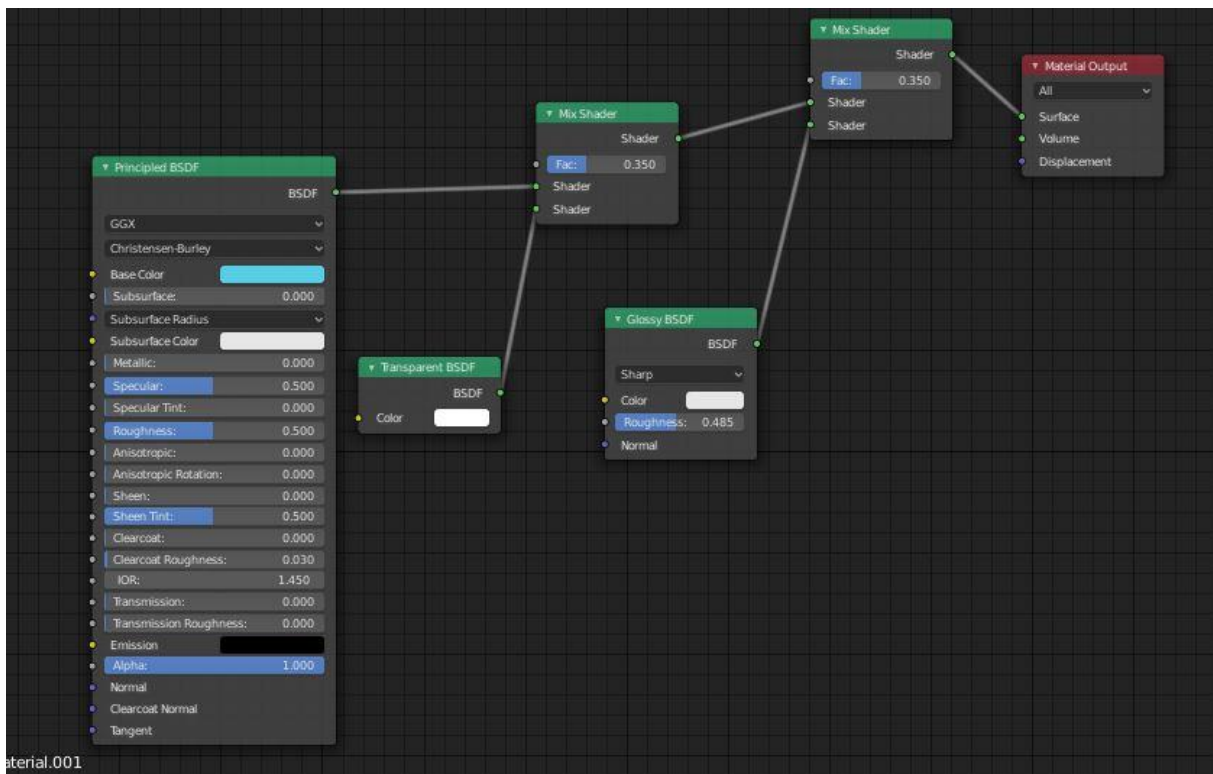 Principled BSDF
BSDF
GGX
Christensen-Burley
Base Color
Subsurface: 0.000
Subsurface Radius
Subsurface Color
Metallic: 0.000
Specular: 0.500
Specular Tint: 0.000
Roughness: 0.500
Anisotropic: 0.000
Anisotropic Rotation: 0.000
Sheen: 0.000
Sheen Tint: 0.500
Clearcoat: 0.000
Clearcoat Roughness: 0.030
IOR: 1.450
Transmission: 0.000
Transmission Roughness: 0.000
Emission
Alpha: 1.000
Normal
Clearcoat Normal
Tangent
Transparent BSDF
BSDF
Color
Mix Shader
Shader
Fac: 0.350
Shader
Shader
Glossy BSDF
BSDF
Sharp
Color
Roughness: 0.485
Normal
Mix Shader
Shader
Fac: 0.350
Shader
Shader
Material Output
All
Surface
Volume
Displacement
aterial.001